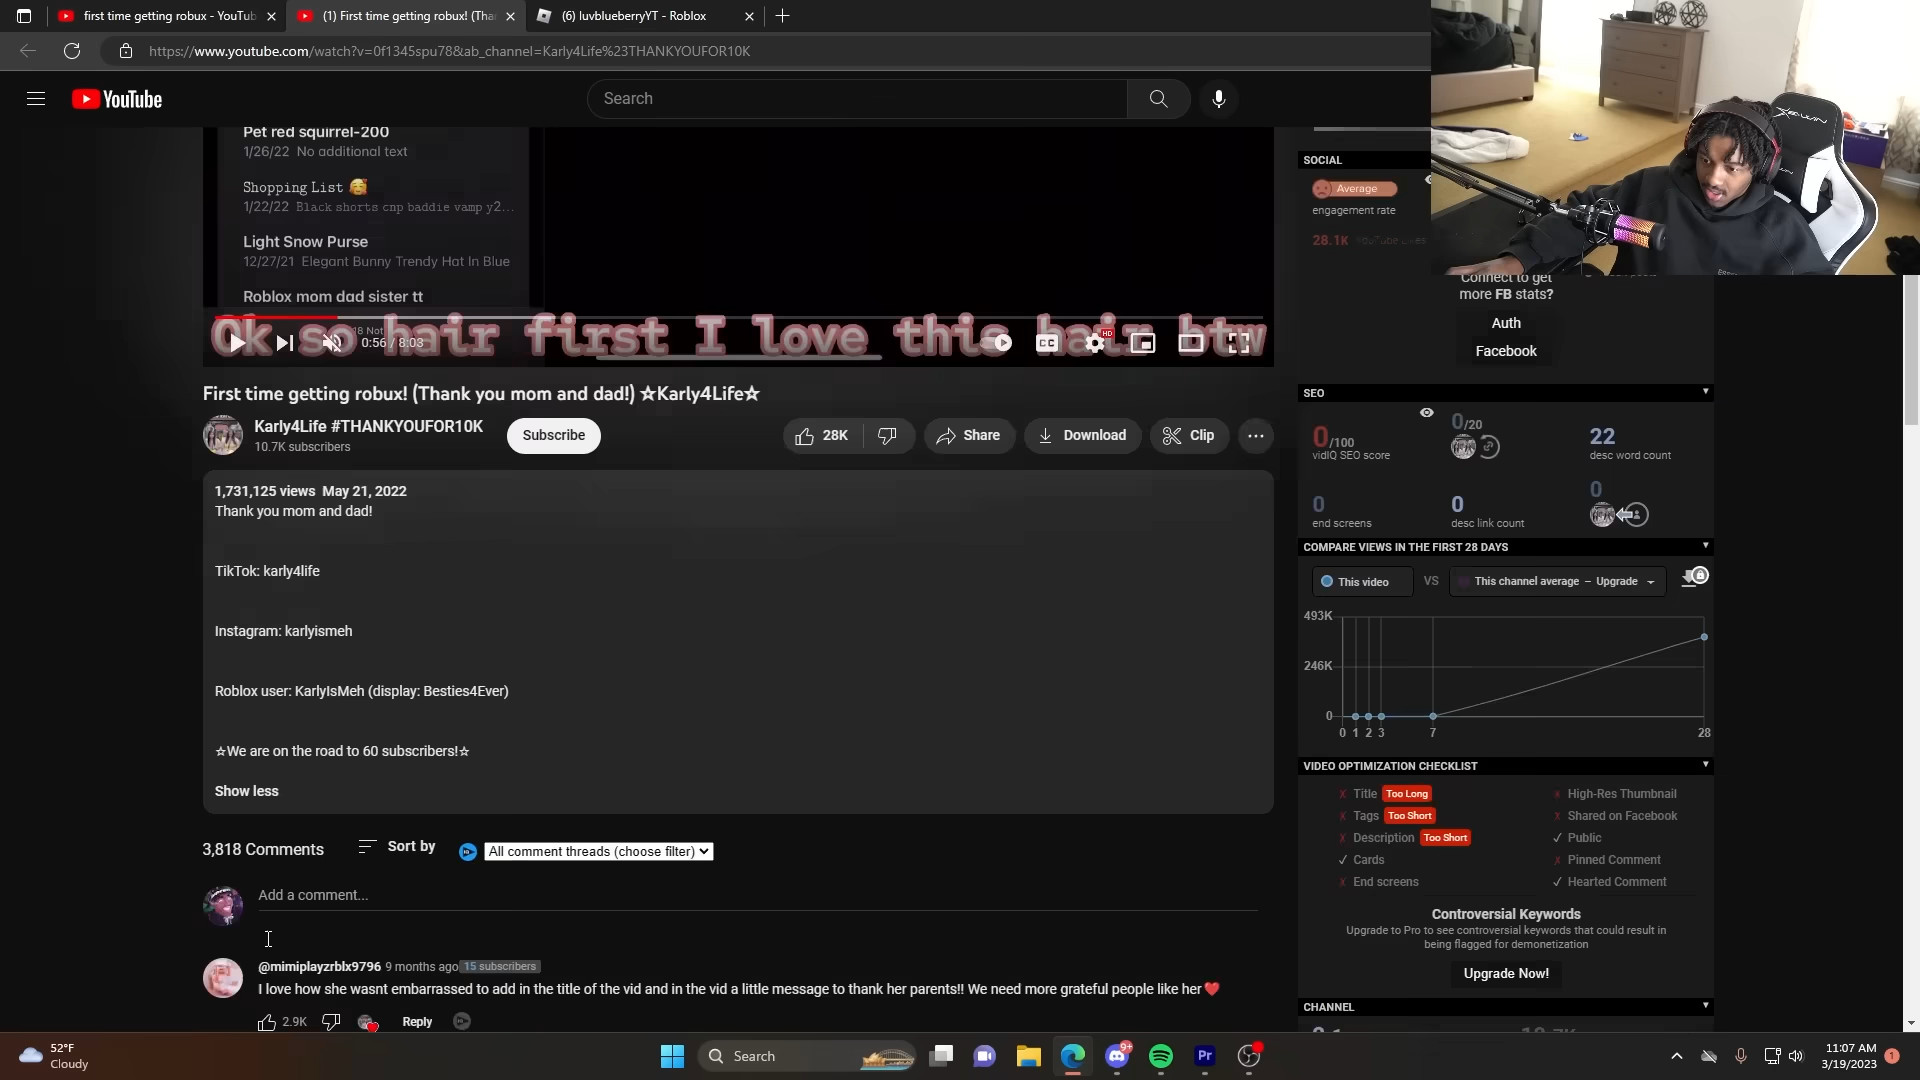 first time getting robux - YouTub
(1) First time getting robux! (Tha
(6) luvblueberryYT - Roblox
https://www.youtube.com/watch?v=0f1345spu78&ab_channel=Karly4Life%23THANKYOUFOR10K
YouTube
Search
Pet red squirrel-200
1/26/22 No additional text
Shopping List 🥰
1/22/22 Black shorts cnp baddie vamp y2...
Light Snow Purse
12/27/21 Elegant Bunny Trendy Hat In Blue
Roblox mom dad sister tt
Ok so hair first I love this hair btw
18 Not
0:56 / 8:03
CC
HD
First time getting robux! (Thank you mom and dad!) ☆Karly4Life☆
Karly4Life #THANKYOUFOR10K
10.7K subscribers
Subscribe
28K
Share
Download
Clip
1,731,125 views May 21, 2022
Thank you mom and dad!
TikTok: karly4life
Instagram: karlyismeh
Roblox user: KarlyIsMeh (display: Besties4Ever)
☆We are on the road to 60 subscribers!☆
Show less
3,818 Comments
Sort by
All comment threads (choose filter)
Add a comment...
@mimiplayzrblx9796 9 months ago 15 subscribers
I love how she wasnt embarrassed to add in the title of the vid and in the vid a little message to thank her parents!! We need more grateful people like her❤️
2.9K
Reply
SOCIAL
Average
engagement rate
28.1K YouTube Likes
Connect to get
more FB stats?
Auth
Facebook
SEO
0/100
vidIQ SEO score
0/20
22
desc word count
0
end screens
0
desc link count
0
COMPARE VIEWS IN THE FIRST 28 DAYS
This video
VS
This channel average – Upgrade
493K
246K
0
0 1 2 3 7 28
VIDEO OPTIMIZATION CHECKLIST
x Title Too Long
x Tags Too Short
x Description Too Short
✓ Cards
x End screens
x High-Res Thumbnail
x Shared on Facebook
✓ Public
x Pinned Comment
✓ Hearted Comment
Controversial Keywords
Upgrade to Pro to see controversial keywords that could result in
being flagged for demonetization
Upgrade Now!
CHANNEL
52°F
Cloudy
Search
9+
Pr
11:07 AM
3/19/2023
1